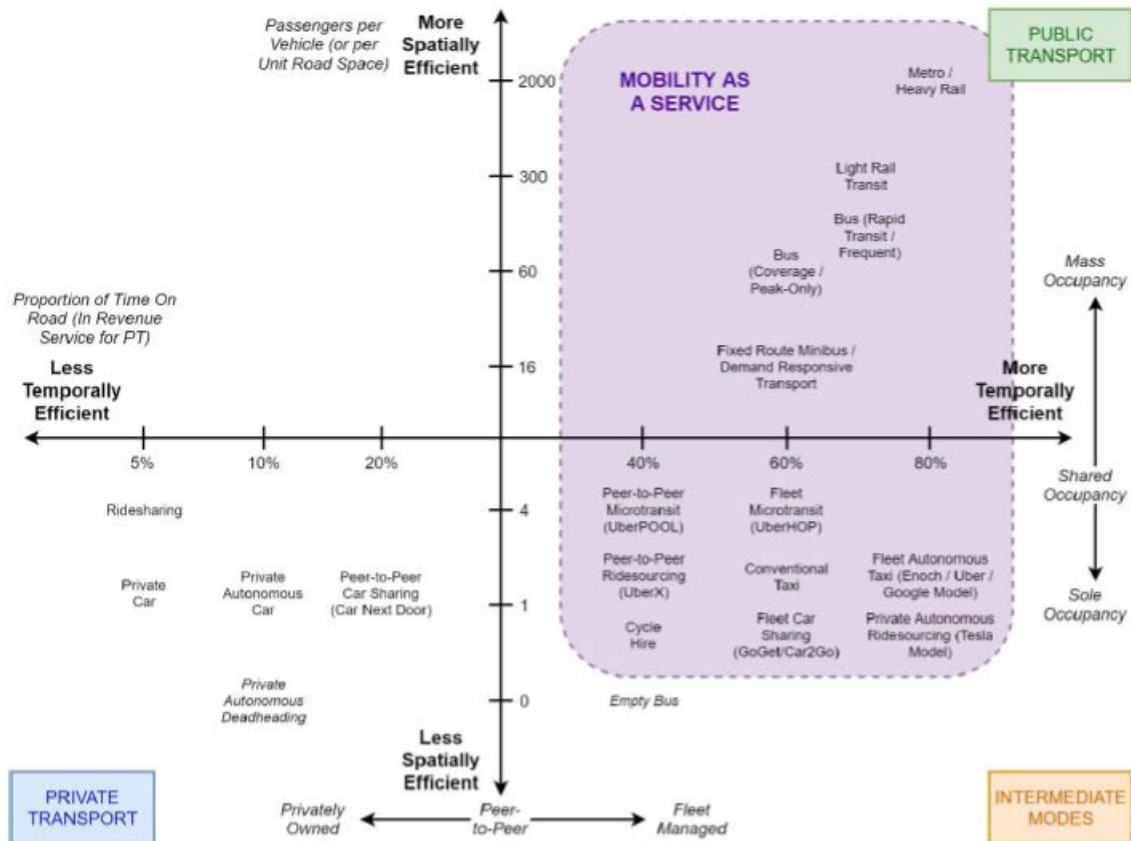 Passengers per
Vehicle (or per
Unit Road Space)
More
Spatially
Efficient
PUBLIC
TRANSPORT
MOBILITY AS
A SERVICE
Metro /
Heavy Rail
2000
Light Rail
Transit
300
Bus (Rapid
Transit /
Frequent)
Bus
(Coverage /
Peak-Only)
60
Mass
Occupancy
Proportion of Time On
Road (In Revenue
Service for PT)
Fixed Route Minibus /
Demand Responsive
Transport
16
Less
Temporally
Efficient
More
Temporally
Efficient
5%
10%
20%
40%
60%
80%
Shared
Occupancy
Ridesharing
4
Peer-to-Peer
Microtransit
(UberPOOL)
Fleet
Microtransit
(UberHOP)
Private
Car
Private
Autonomous
Car
Peer-to-Peer
Car Sharing
(Car Next Door)
1
Peer-to-Peer
Ridesourcing
(UberX)
Conventional
Taxi
Fleet Autonomous
Taxi (Enoch / Uber /
Google Model)
Sole
Occupancy
Cycle
Hire
Fleet Car
Sharing
(GoGet/Car2Go)
Private Autonomous
Ridesourcing (Tesla
Model)
Private
Autonomous
Deadheading
0
Empty Bus
Less
Spatially
Efficient
PRIVATE
TRANSPORT
Privately
Owned
Peer-
to-Peer
Fleet
Managed
INTERMEDIATE
MODES